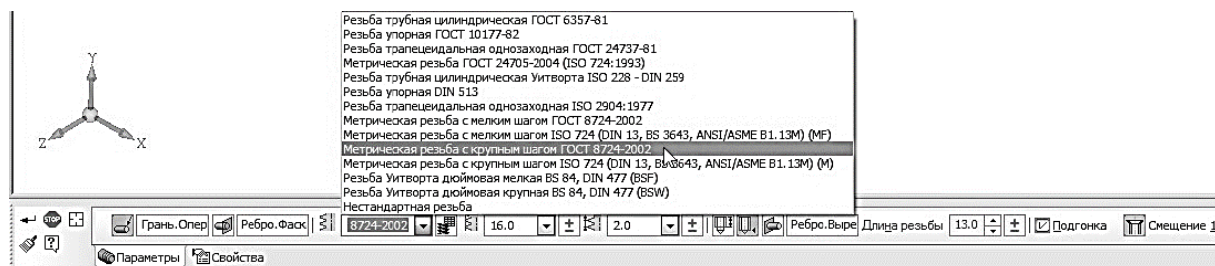 Резьба трубная цилиндрическая ГОСТ 6357-81
Резьба упорная ГОСТ 10177-82
Резьба трапецеидальная однозаходная ГОСТ 24737-81
Метрическая резьба ГОСТ 24705-2004 (ISO 724:1993)
Резьба трубная цилиндрическая Уитворта ISO 228 - DIN 259
Резьба упорная DIN 513
Резьба трапецеидальная однозаходная ISO 2904:1977
Метрическая резьба с мелким шагом ГОСТ 8724-2002
Метрическая резьба с мелким шагом ISO 724 (DIN 13, BS 3643, ANSI/ASME B1.13M) (MF)
Метрическая резьба с крупным шагом ГОСТ 8724-2002
Метрическая резьба с крупным шагом ISO 724 (DIN 13, BS 3643, ANSI/ASME B1.13M) (M)
Резьба Уитворта дюймовая мелкая BS 84, DIN 477 (BSF)
Резьба Уитворта дюймовая крупная BS 84, DIN 477 (BSW)
Нестандартная резьба
Y
Z X
STOP Грань.Опер Ребро.Фаск 8724-2002 16.0 2.0 Ребро.Выре Длина резьбы 13.0 Подгонка Смещение 1
Параметры Свойства